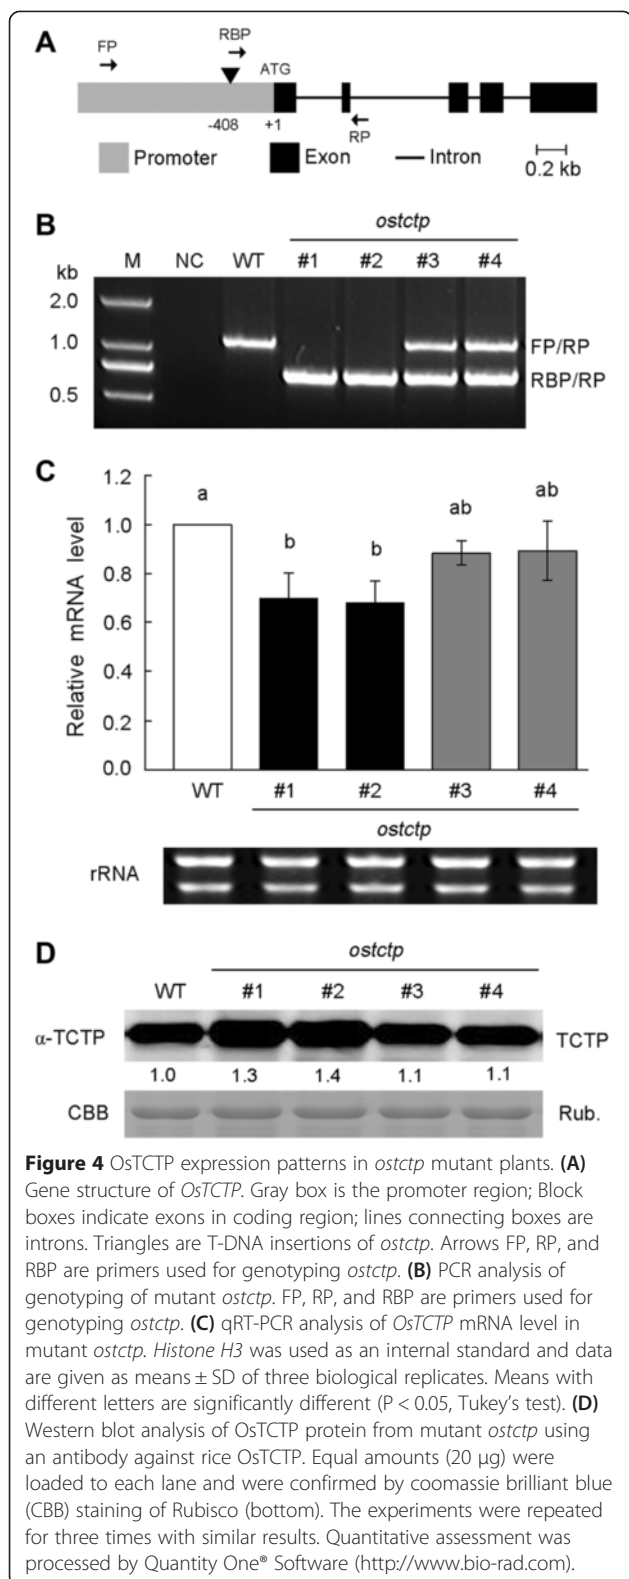 A
FP
RBP
ATG
-408
+1
RP
Promoter
Exon
Intron
0.2 kb
B
ostctp
kb
M NC WT #1 #2 #3 #4
2.0
1.0
0.5
FP/RP
RBP/RP
C
Relative mRNA level
1.2
1.0
0.8
0.6
0.4
0.2
0.0
a
b
b
ab
ab
WT #1 #2 #3 #4
ostctp
rRNA
D
ostctp
WT #1 #2 #3 #4
α-TCTP
TCTP
1.0 1.3 1.4 1.1 1.1
CBB
Rub.
Figure 4 OsTCTP expression patterns in ostctp mutant plants. (A)
Gene structure of OsTCTP. Gray box is the promoter region; Block
boxes indicate exons in coding region; lines connecting boxes are
introns. Triangles are T-DNA insertions of ostctp. Arrows FP, RP, and
RBP are primers used for genotyping ostctp. (B) PCR analysis of
genotyping of mutant ostctp. FP, RP, and RBP are primers used for
genotyping ostctp. (C) qRT-PCR analysis of OsTCTP mRNA level in
mutant ostctp. Histone H3 was used as an internal standard and data
are given as means ± SD of three biological replicates. Means with
different letters are significantly different (P < 0.05, Tukey's test). (D)
Western blot analysis of OsTCTP protein from mutant ostctp using
an antibody against rice OsTCTP. Equal amounts (20 μg) were
loaded to each lane and were confirmed by coomassie brilliant blue
(CBB) staining of Rubisco (bottom). The experiments were repeated
for three times with similar results. Quantitative assessment was
processed by Quantity One® Software (http://www.bio-rad.com).